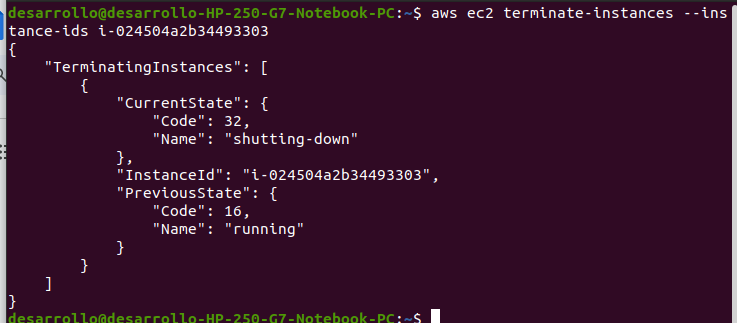 desarrollo@desarrollo-HP-250-G7-Notebook-PC:~$ aws ec2 terminate-instances --ins
tance-ids i-024504a2b34493303
{
    "TerminatingInstances": [
        {
            "CurrentState": {
                "Code": 32,
                "Name": "shutting-down"
            },
            "InstanceId": "i-024504a2b34493303",
            "PreviousState": {
                "Code": 16,
                "Name": "running"
            }
        }
    ]
}
desarrollo@desarrollo-HP-250-G7-Notebook-PC:~$